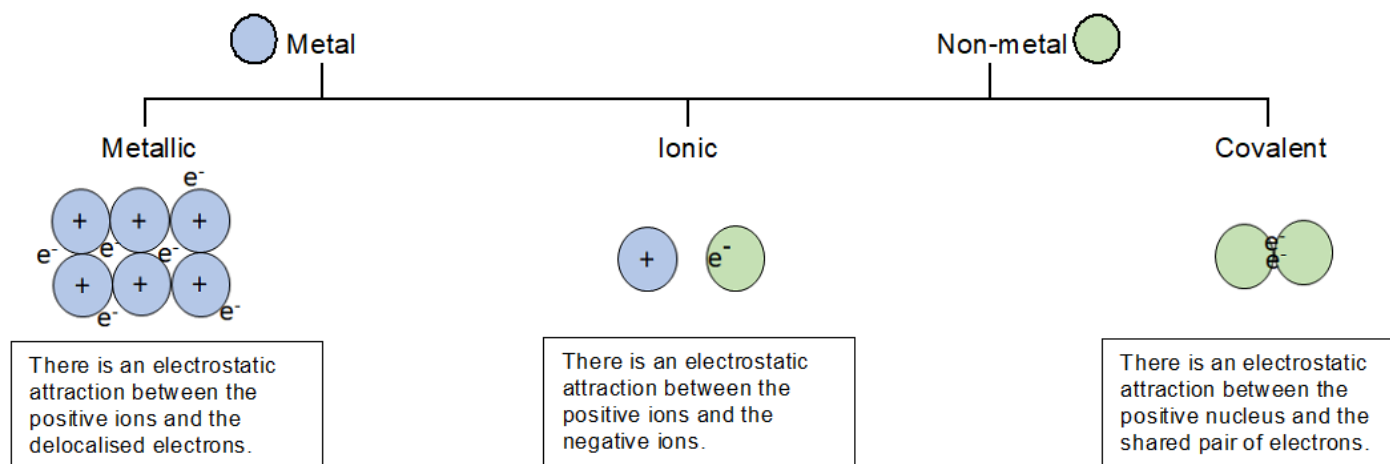 Metal
Non-metal
Metallic
Ionic
Covalent
e-
+ + +
e- e- e-
+ + +
e- e-
+ e-
e-
e-
There is an electrostatic
attraction between the
positive ions and the
delocalised electrons.
There is an electrostatic
attraction between the
positive ions and the
negative ions.
There is an electrostatic
attraction between the
positive nucleus and the
shared pair of electrons.